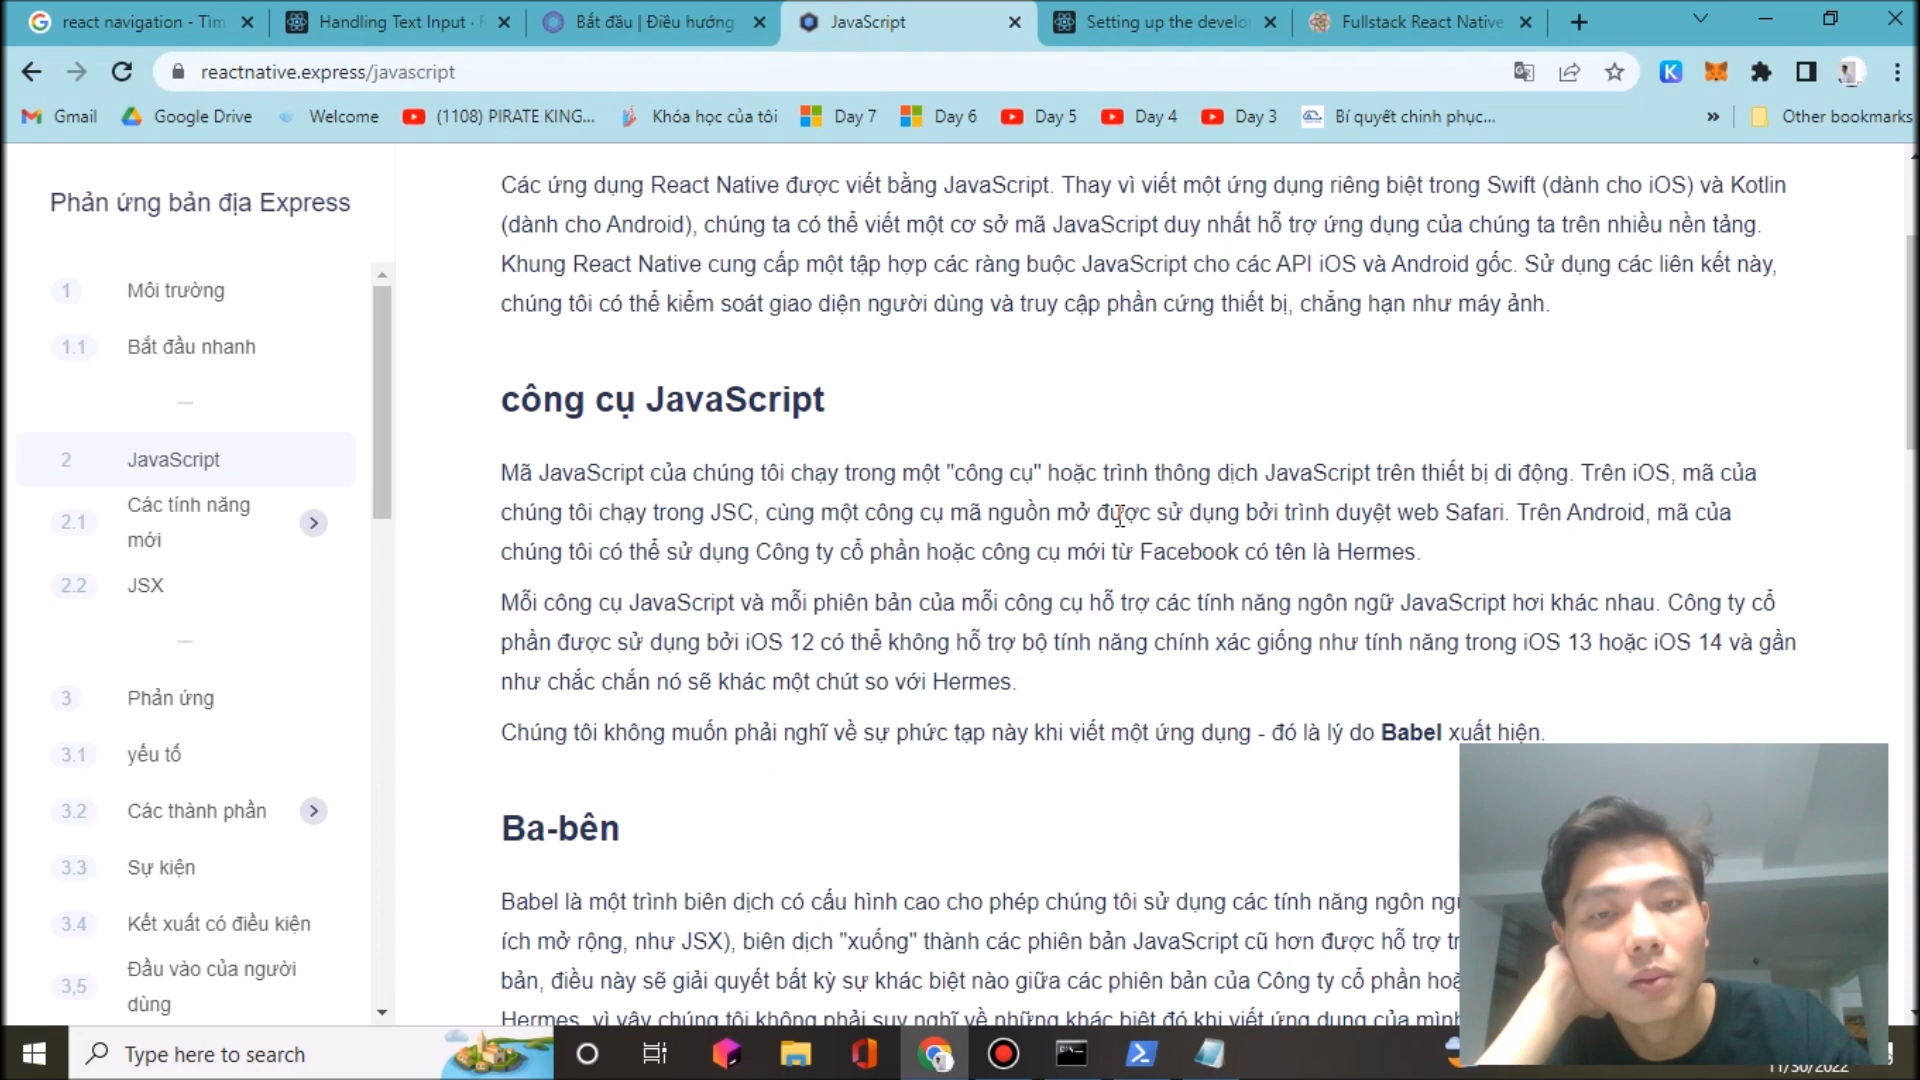 react navigation - Tim
Handling Text Input ·
Bắt đầu | Điều hướng
JavaScript
Setting up the develo
Fullstack React Native
reactnative.express/javascript
Gmail
Google Drive
Welcome
(1108) PIRATE KING...
Khóa học của tôi
Day 7
Day 6
Day 5
Day 4
Day 3
Bí quyết chinh phục...
»
Other bookmarks
Phản ứng bản địa Express
1 Môi trường
1.1 Bắt đầu nhanh
2 JavaScript
2.1 Các tính năng
mới
2.2 JSX
3 Phản ứng
3.1 yếu tố
3.2 Các thành phần
3.3 Sự kiện
3.4 Kết xuất có điều kiện
3,5 Đầu vào của người
dùng
Các ứng dụng React Native được viết bằng JavaScript. Thay vì viết một ứng dụng riêng biệt trong Swift (dành cho iOS) và Kotlin
(dành cho Android), chúng ta có thể viết một cơ sở mã JavaScript duy nhất hỗ trợ ứng dụng của chúng ta trên nhiều nền tảng.
Khung React Native cung cấp một tập hợp các ràng buộc JavaScript cho các API iOS và Android gốc. Sử dụng các liên kết này,
chúng tôi có thể kiểm soát giao diện người dùng và truy cập phần cứng thiết bị, chẳng hạn như máy ảnh.
công cụ JavaScript
Mã JavaScript của chúng tôi chạy trong một "công cụ" hoặc trình thông dịch JavaScript trên thiết bị di động. Trên iOS, mã của
chúng tôi chạy trong JSC, cùng một công cụ mã nguồn mở được sử dụng bởi trình duyệt web Safari. Trên Android, mã của
chúng tôi có thể sử dụng Công ty cổ phần hoặc công cụ mới từ Facebook có tên là Hermes.
Mỗi công cụ JavaScript và mỗi phiên bản của mỗi công cụ hỗ trợ các tính năng ngôn ngữ JavaScript hơi khác nhau. Công ty cổ
phần được sử dụng bởi iOS 12 có thể không hỗ trợ bộ tính năng chính xác giống như tính năng trong iOS 13 hoặc iOS 14 và gần
như chắc chắn nó sẽ khác một chút so với Hermes.
Chúng tôi không muốn phải nghĩ về sự phức tạp này khi viết một ứng dụng - đó là lý do Babel xuất hiện.
Ba-bên
Babel là một trình biên dịch có cấu hình cao cho phép chúng tôi sử dụng các tính năng ngôn
ích mở rộng, như JSX), biên dịch "xuống" thành các phiên bản JavaScript cũ hơn được hỗ trợ
bản, điều này sẽ giải quyết bất kỳ sự khác biệt nào giữa các phiên bản của Công ty cổ phần
Hermes, vì vậy chúng tôi không phải suy nghĩ về những khác biệt đó khi viết ứng dụng của
Type here to search
11/30/2022